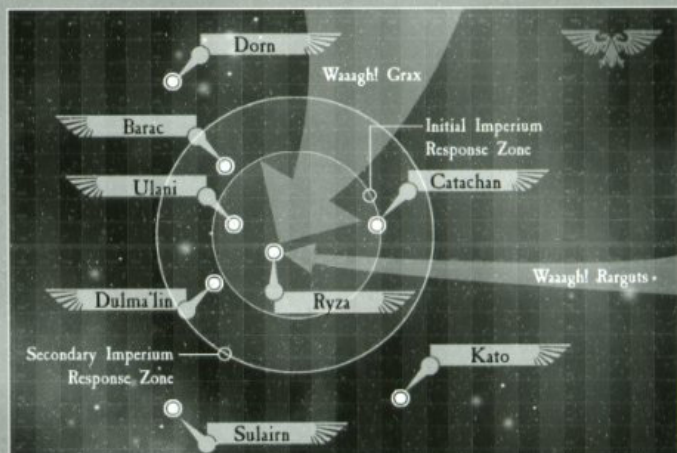 Dorn
Waaagh! Grax
Barac
Initial Imperium
Response Zone
Ulani
Catachan
Waaagh! Rarguts
Dulma'lin
Ryza
Secondary Imperium
Response Zone
Kato
Sulairn